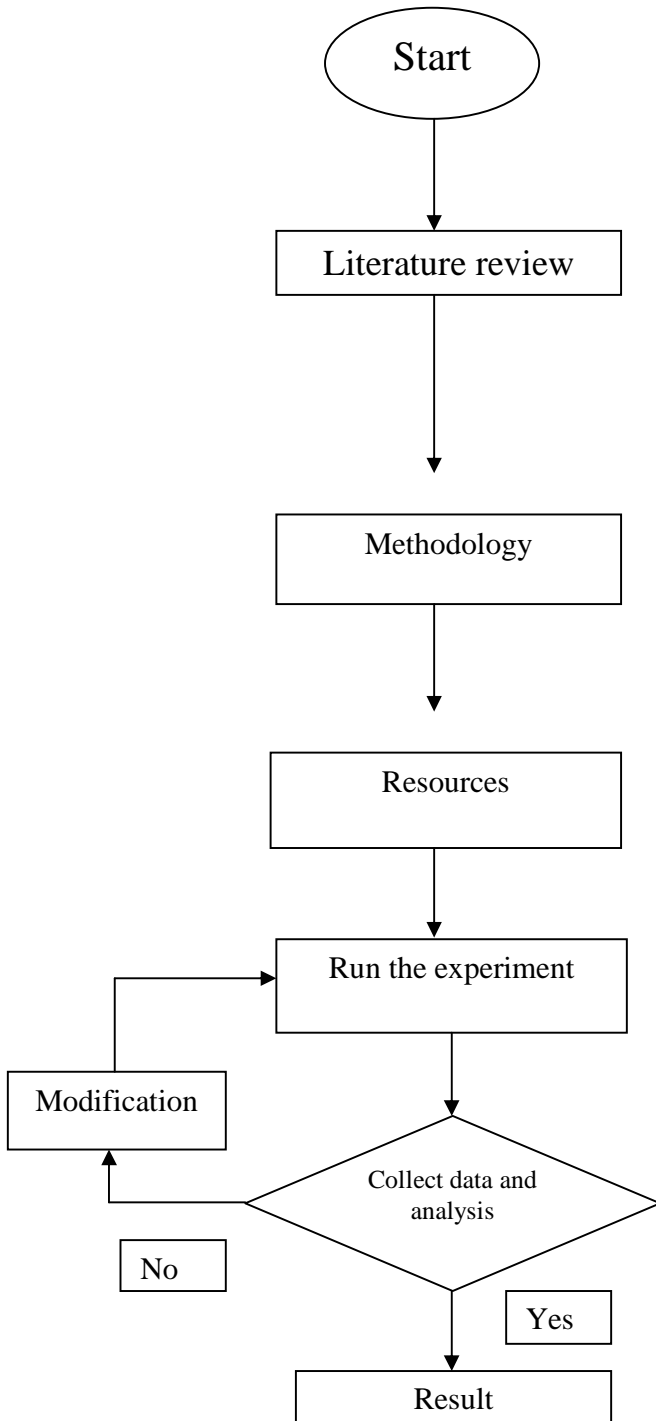 Start
Literature review
Methodology
Resources
Run the experiment
Modification
Collect data and
analysis
No
Yes
Result